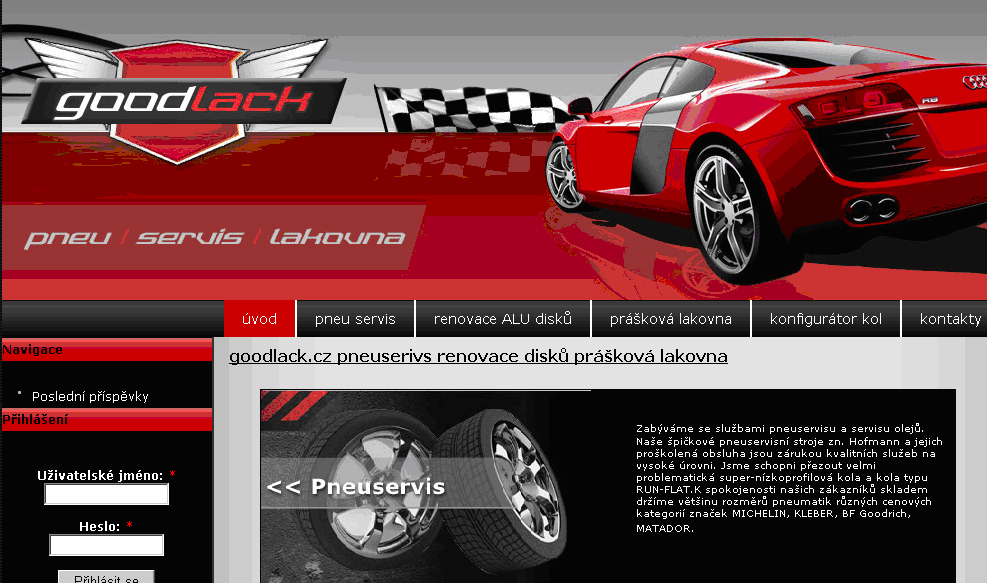 goodlack
R8
pneu / servis / lakovna
úvod
pneu servis
renovace ALU disků
prášková lakovna
konfigurátor kol
kontakty
Navigace
Poslední příspěvky
Přihlášení
Uživatelské jméno: *
Heslo: *
Přihlásit se
goodlack.cz pneuserivs renovace disků prášková lakovna
<< Pneuservis
Zabýváme se službami pneuservisu a servisu olejů.
Naše špičkové pneuservisní stroje zn. Hofmann a jejich
proškolená obsluha jsou zárukou kvalitních služeb na
vysoké úrovni. Jsme schopni přezout velmi
problematická super-nízkoprofilová kola a kola typu
RUN-FLAT.K spokojenosti našich zákazníků skladem
držíme většinu rozměrů pneumatik různých cenových
kategorií značek MICHELIN, KLEBER, BF Goodrich,
MATADOR.